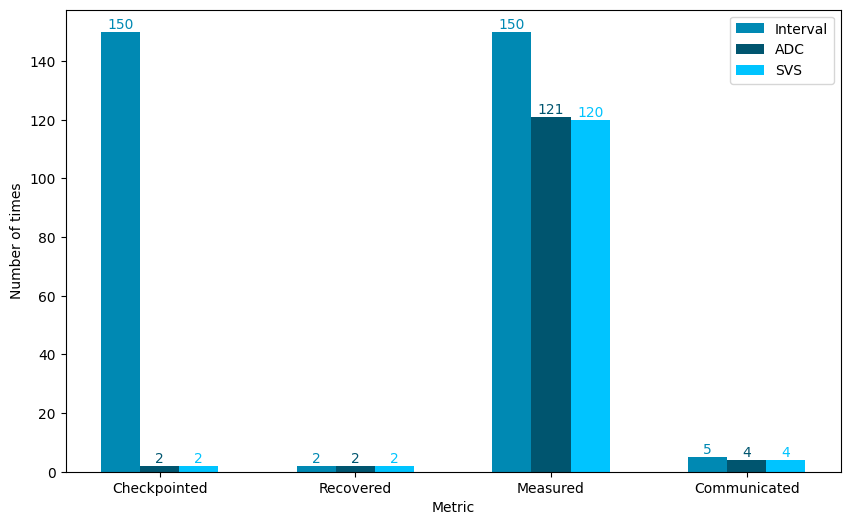 150
150
Interval
ADC
SVS
140
121
120
120
100
80
60
40
20
5
4
4
2
2
2
2
2
0
Checkpointed
Recovered
Measured
Communicated
Number of times
Metric